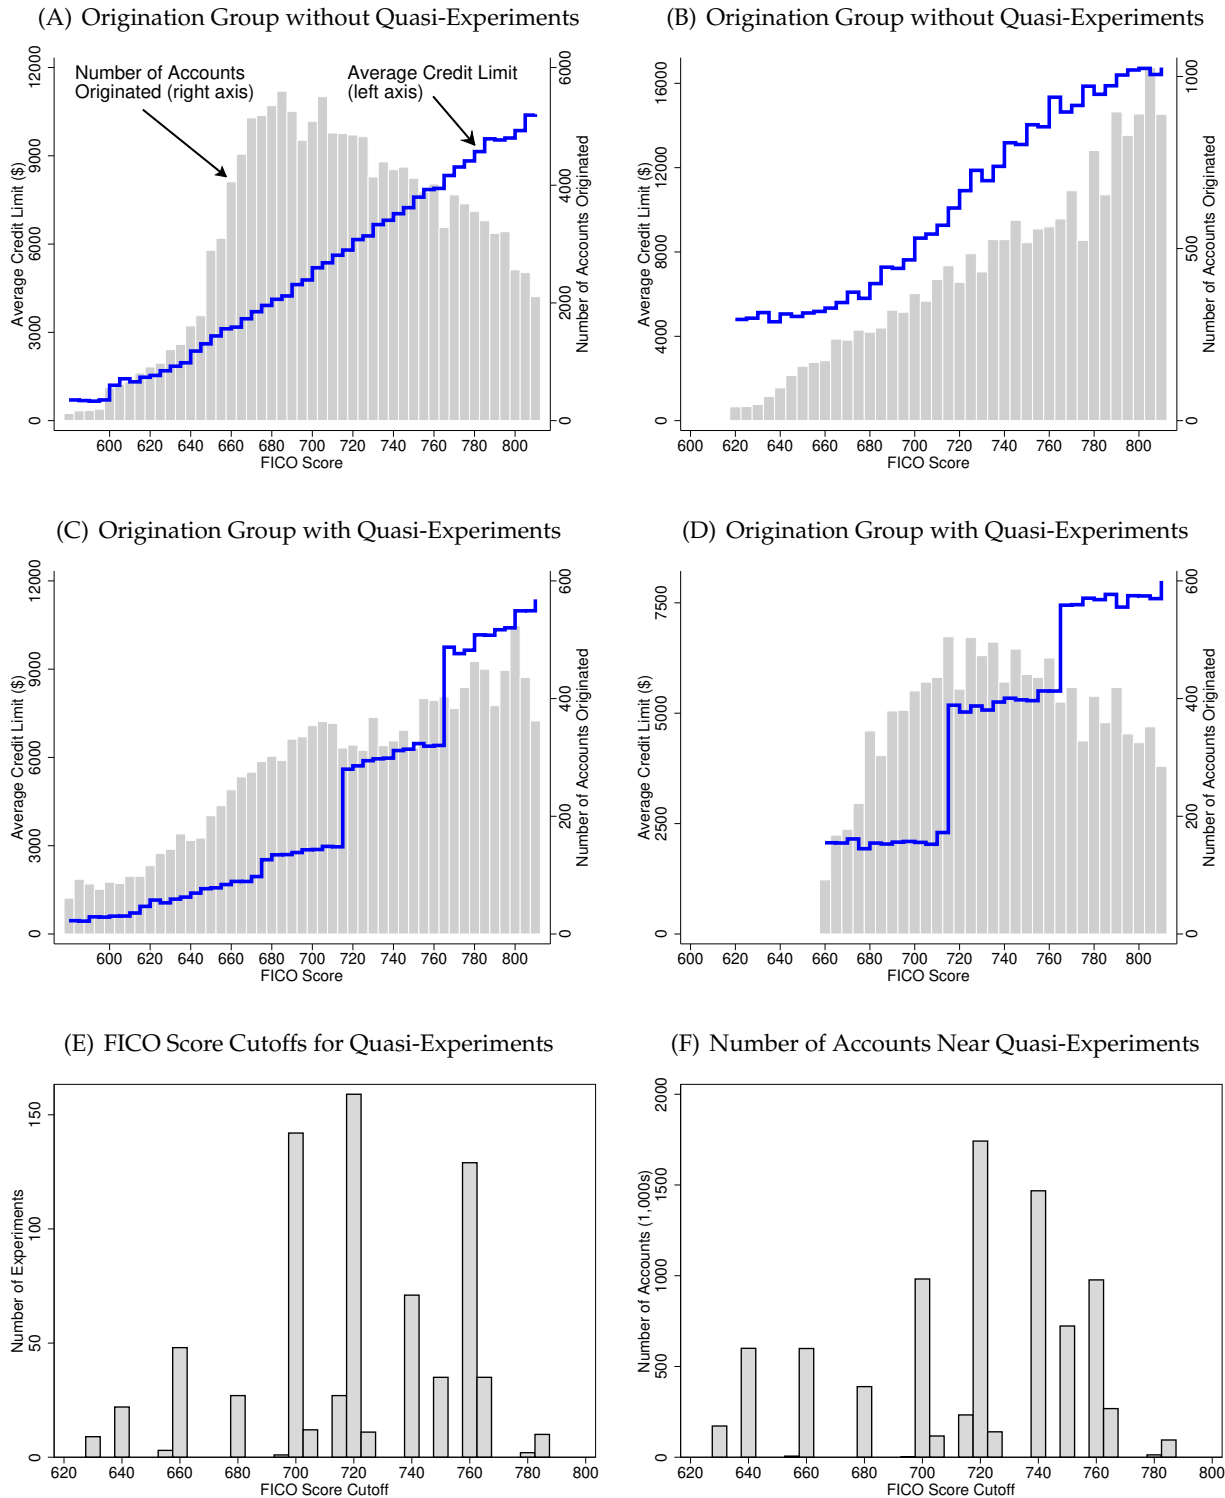 (A) Origination Group without Quasi-Experiments
Number of Accounts
Originated (right axis)
Average Credit Limit
(left axis)
Average Credit Limit ($)
0 3000 6000 9000 12000
Number of Accounts Originated
0 2000 4000 6000
600 620 640 660 680 700 720 740 760 780 800
FICO Score
(B) Origination Group without Quasi-Experiments
Average Credit Limit ($)
0 4000 8000 12000 16000
Number of Accounts Originated
0 500 1000
600 620 640 660 680 700 720 740 760 780 800
FICO Score
(C) Origination Group with Quasi-Experiments
Average Credit Limit ($)
0 3000 6000 9000 12000
Number of Accounts Originated
0 200 400 600
600 620 640 660 680 700 720 740 760 780 800
FICO Score
(D) Origination Group with Quasi-Experiments
Average Credit Limit ($)
0 2500 5000 7500
Number of Accounts Originated
0 200 400 600
600 620 640 660 680 700 720 740 760 780 800
FICO Score
(E) FICO Score Cutoffs for Quasi-Experiments
Number of Experiments
0 50 100 150
620 640 660 680 700 720 740 760 780 800
FICO Score Cutoff
(F) Number of Accounts Near Quasi-Experiments
Number of Accounts (1,000s)
0 500 1000 1500 2000
620 640 660 680 700 720 740 760 780 800
FICO Score Cutoff